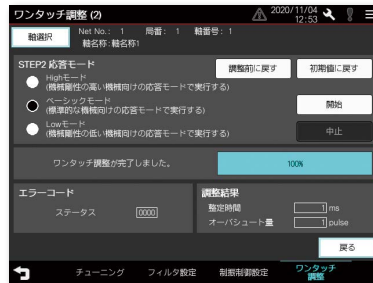 ワンタッチ調整 (2)
2020/11/04
12:53
軸選択
Net No.: 1 局番: 1 軸番号: 1
軸名称:軸名称1
STEP2 応答モード
調整前に戻す
初期値に戻す
Highモード
(機械剛性の高い機械向けの応答モードで実行する)
ベーシックモード
(標準的な機械向けの応答モードで実行する)
開始
Lowモード
(機械剛性の低い機械向けの応答モードで実行する)
中止
ワンタッチ調整が完了しました。
100%
エラーコード
ステータス 0000
調整結果
整定時間 1 ms
オーバシュート量 1 pulse
戻る
チューニング
フィルタ設定
制振制御設定
ワンタッチ
調整